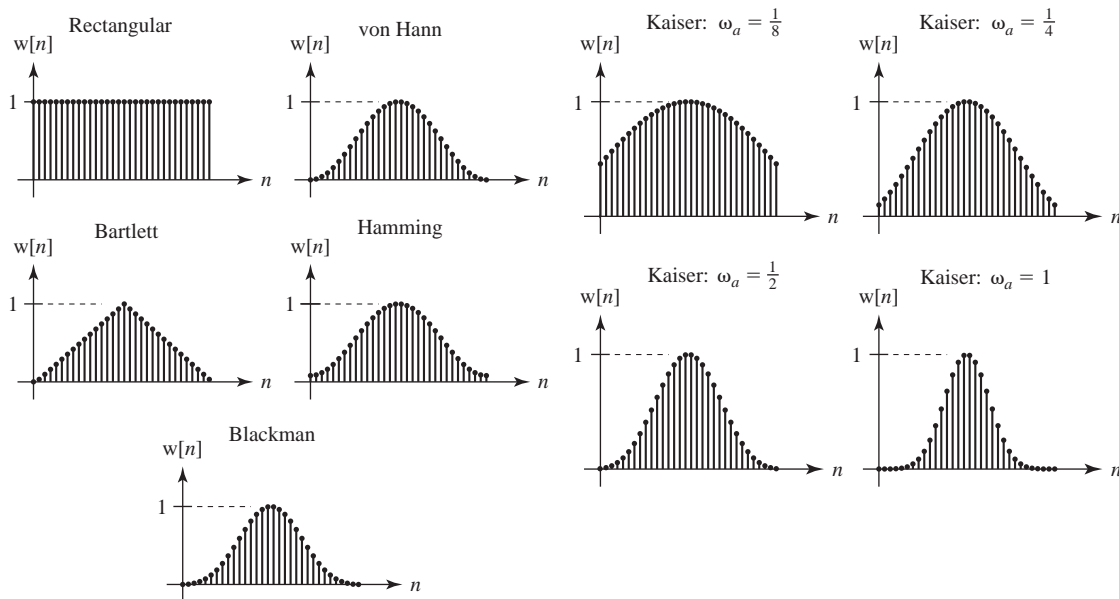 Rectangular
w[n]
1
n
von Hann
w[n]
1
n
Bartlett
w[n]
1
n
Hamming
w[n]
1
n
Blackman
w[n]
1
n
Kaiser: ωₐ = 1/8
w[n]
1
n
Kaiser: ωₐ = 1/4
w[n]
1
n
Kaiser: ωₐ = 1/2
w[n]
1
n
Kaiser: ωₐ = 1
w[n]
1
n